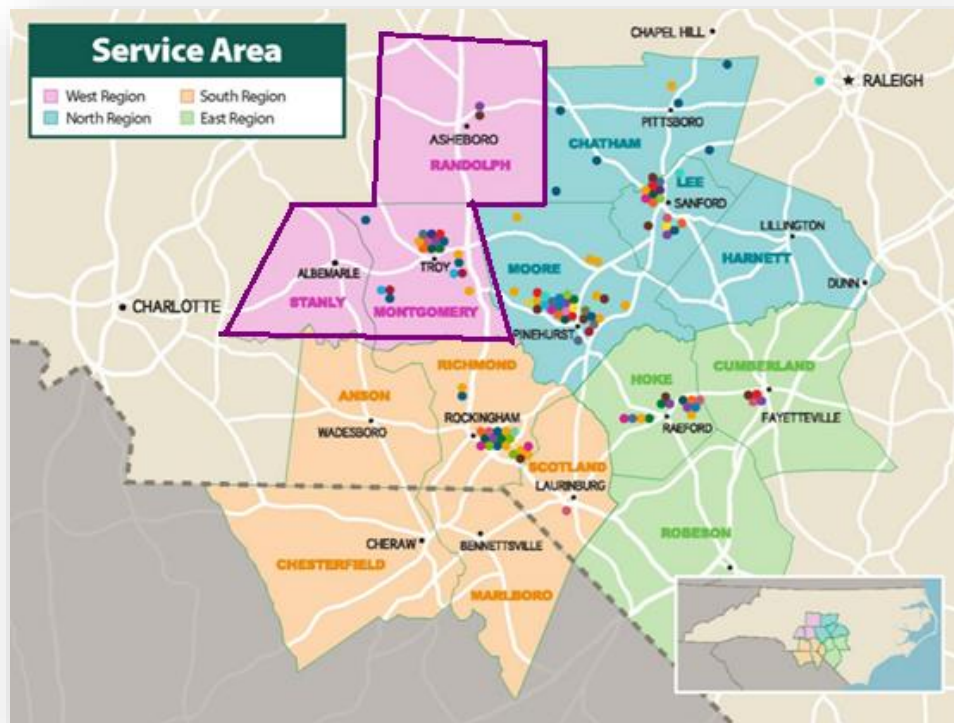 Service Area
West Region
South Region
North Region
East Region
CHAPEL HILL
RALEIGH
PITTSBORO
ASHEBORO
CHATHAM
RANDOLPH
LEE
SANFORD
LILLINGTON
HARNETT
MOORE
ALBEMARLE
TROY
DUNN
CHARLOTTE
STANLY
MONTGOMERY
PINEHURST
RICHMOND
HOKE
CUMBERLAND
ANSON
ROCKINGHAM
WADESBORO
RAEFORD
FAYETTEVILLE
SCOTLAND
LAURINBURG
ROBESON
CHERAW
BENNETTSVILLE
CHESTERFIELD
MARLBORO